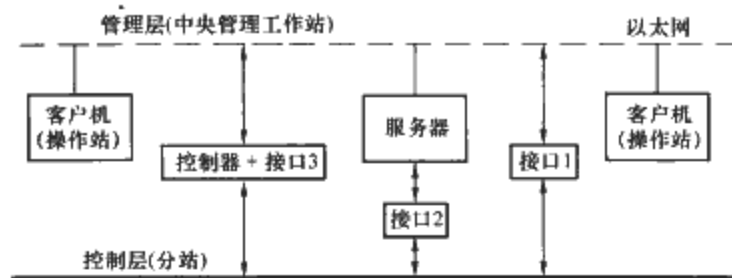 管理层(中央管理工作站)
以太网
客户机
(操作站)
服务器
客户机
(操作站)
控制器 + 接口3
接口1
接口2
控制层(分站)